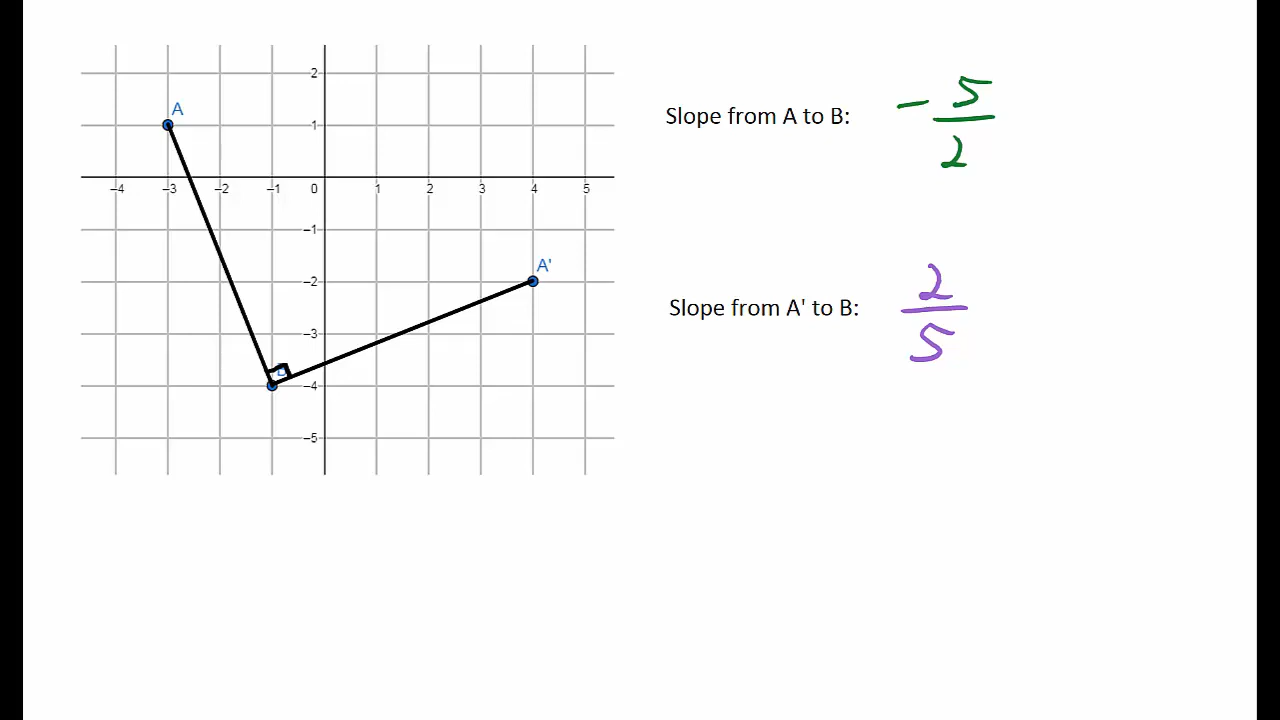 2
A
1
−4 −3 −2 −1 0 1 2 3 4 5
−1
A'
−2
−3
B
−4
−5
Slope from A to B: − 5/2
Slope from A' to B: 2/5